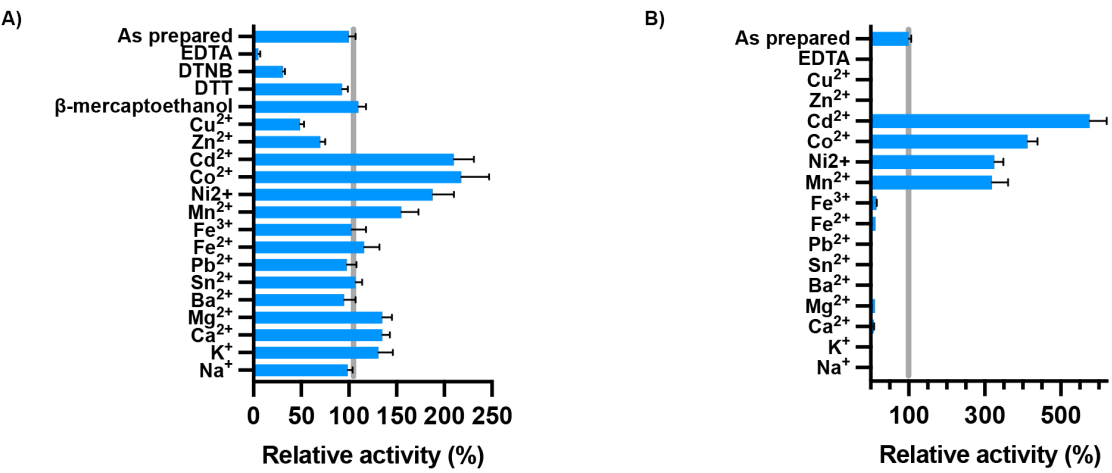 A)
As prepared
EDTA
DTNB
DTT
β-mercaptoethanol
Cu²⁺
Zn²⁺
Cd²⁺
Co²⁺
Ni2+
Mn²⁺
Fe³⁺
Fe²⁺
Pb²⁺
Sn²⁺
Ba²⁺
Mg²⁺
Ca²⁺
K⁺
Na⁺
0 50 100 150 200 250
Relative activity (%)
B)
As prepared
EDTA
Cu²⁺
Zn²⁺
Cd²⁺
Co²⁺
Ni2+
Mn²⁺
Fe³⁺
Fe²⁺
Pb²⁺
Sn²⁺
Ba²⁺
Mg²⁺
Ca²⁺
K⁺
Na⁺
100 300 500
Relative activity (%)